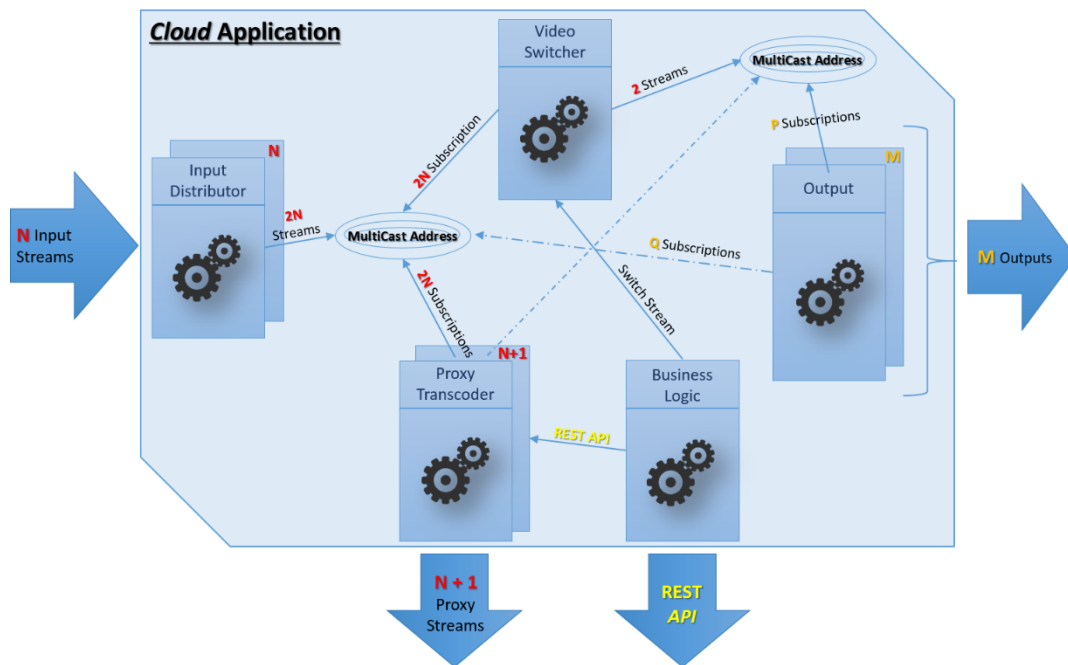 Cloud Application
Video
Switcher
MultiCast Address
2 Streams
P Subscriptions
2N Subscription
N
Input
Distributor
M
Output
N Input
Streams
2N
Streams
MultiCast Address
Q Subscriptions
M Outputs
2N Subscriptions
Switch Stream
N+1
Proxy
Transcoder
Business
Logic
REST API
N + 1
Proxy
Streams
REST
API